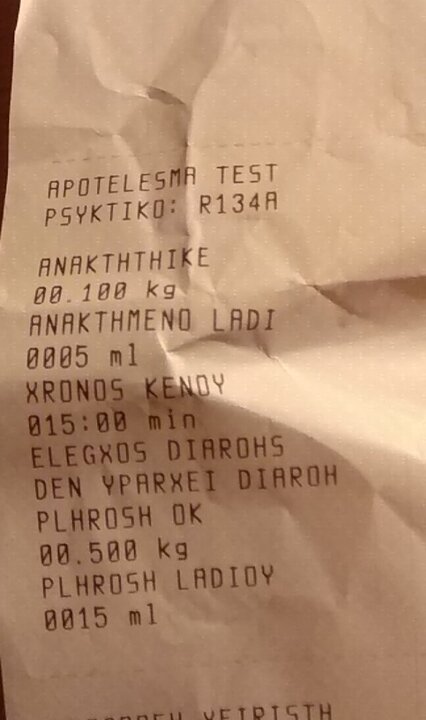 APOTELESMA TEST
PSYKTIKO: R134A
ANAKTHTHIKE
00.100 kg
ANAKTHMENO LADI
0005 ml
XRONOS KENOY
015:00 min
ELEGXOS DIAROHS
DEN YPARXEI DIAROH
PLHROSH OK
00.500 kg
PLHROSH LADIOY
0015 ml
XEIRISTH